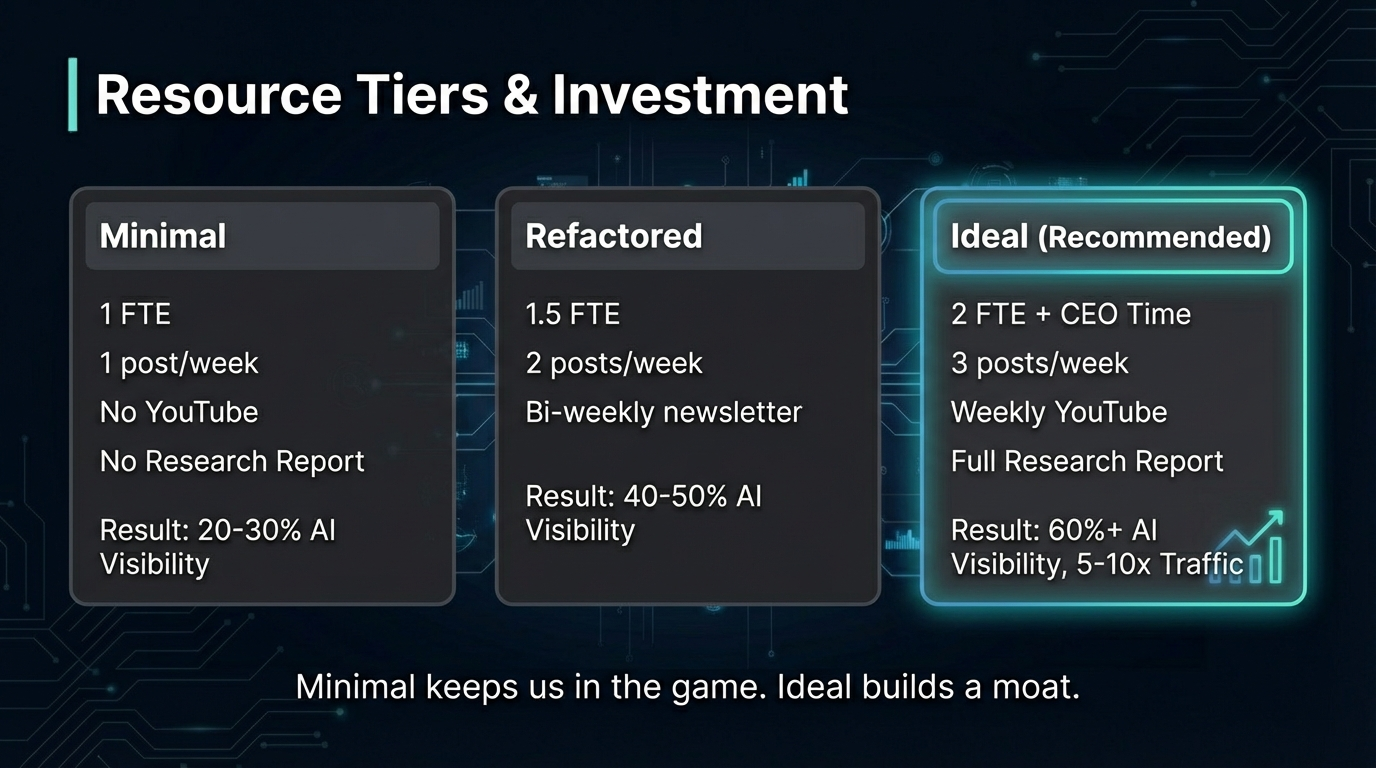 Resource Tiers & Investment
Minimal
1 FTE
1 post/week
No YouTube
No Research Report
Result: 20-30% AI
Visibility
Refactored
1.5 FTE
2 posts/week
Bi-weekly newsletter
Result: 40-50% AI
Visibility
Ideal (Recommended)
2 FTE + CEO Time
3 posts/week
Weekly YouTube
Full Research Report
Result: 60%+ AI
Visibility, 5-10x Traffic
Minimal keeps us in the game. Ideal builds a moat.